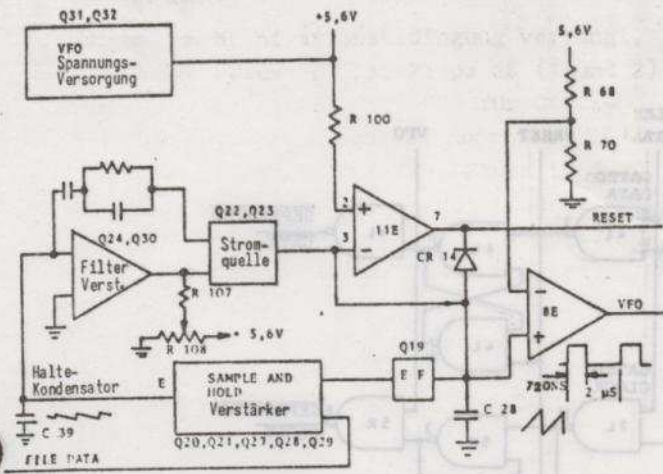 Q31, Q32
VFO
Spannungs-
Versorgung
+5,6V
5,6V
R 68
R 100
R 70
2
+
11E
7
3
-
RESET
CR 14
Q22, Q23
Strom-
quelle
Q24,Q30
Filter
Verst.
R 107
R 108
+ 5,6V
-
8E
+
VFO
Q19
E F
720NS
2 µS
Halte-
Kondensator
E
SAMPLE AND
HOLD
Verstärker
C 28
C 39
Q20,Q21,Q27,Q28,Q29
FILE DATA